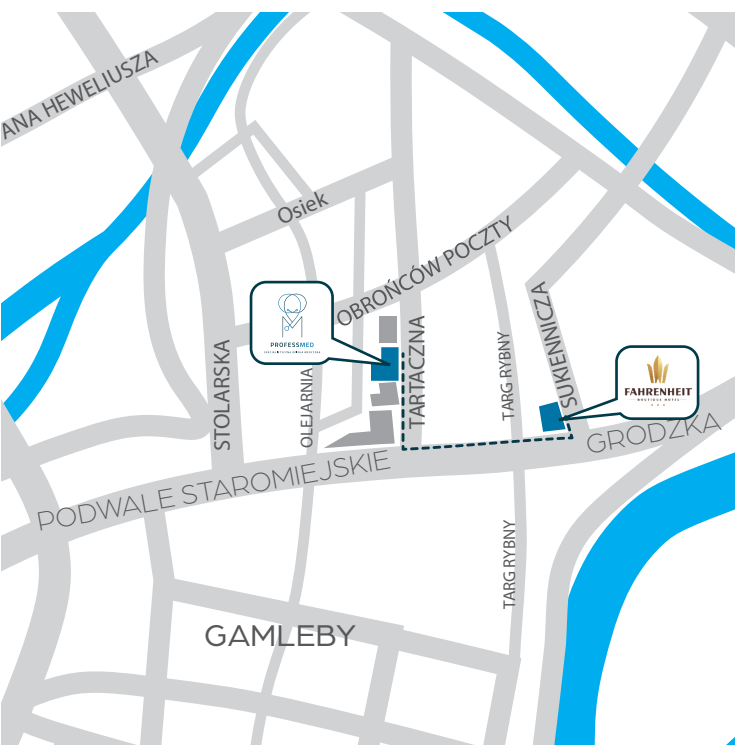 ANA HEWELIUSZA
Osiek
OBROŃCÓW POCZTY
PROFESSMED
STOLARSKA
OLEJARNIA
TARTACZNA
TARG RYBNY
SUKIENNICZA
FAHRENHEIT
BOUTIQUE HOTEL
GRODZKA
PODWALE STAROMIEJSKIE
TARG RYBNY
GAMLEBY